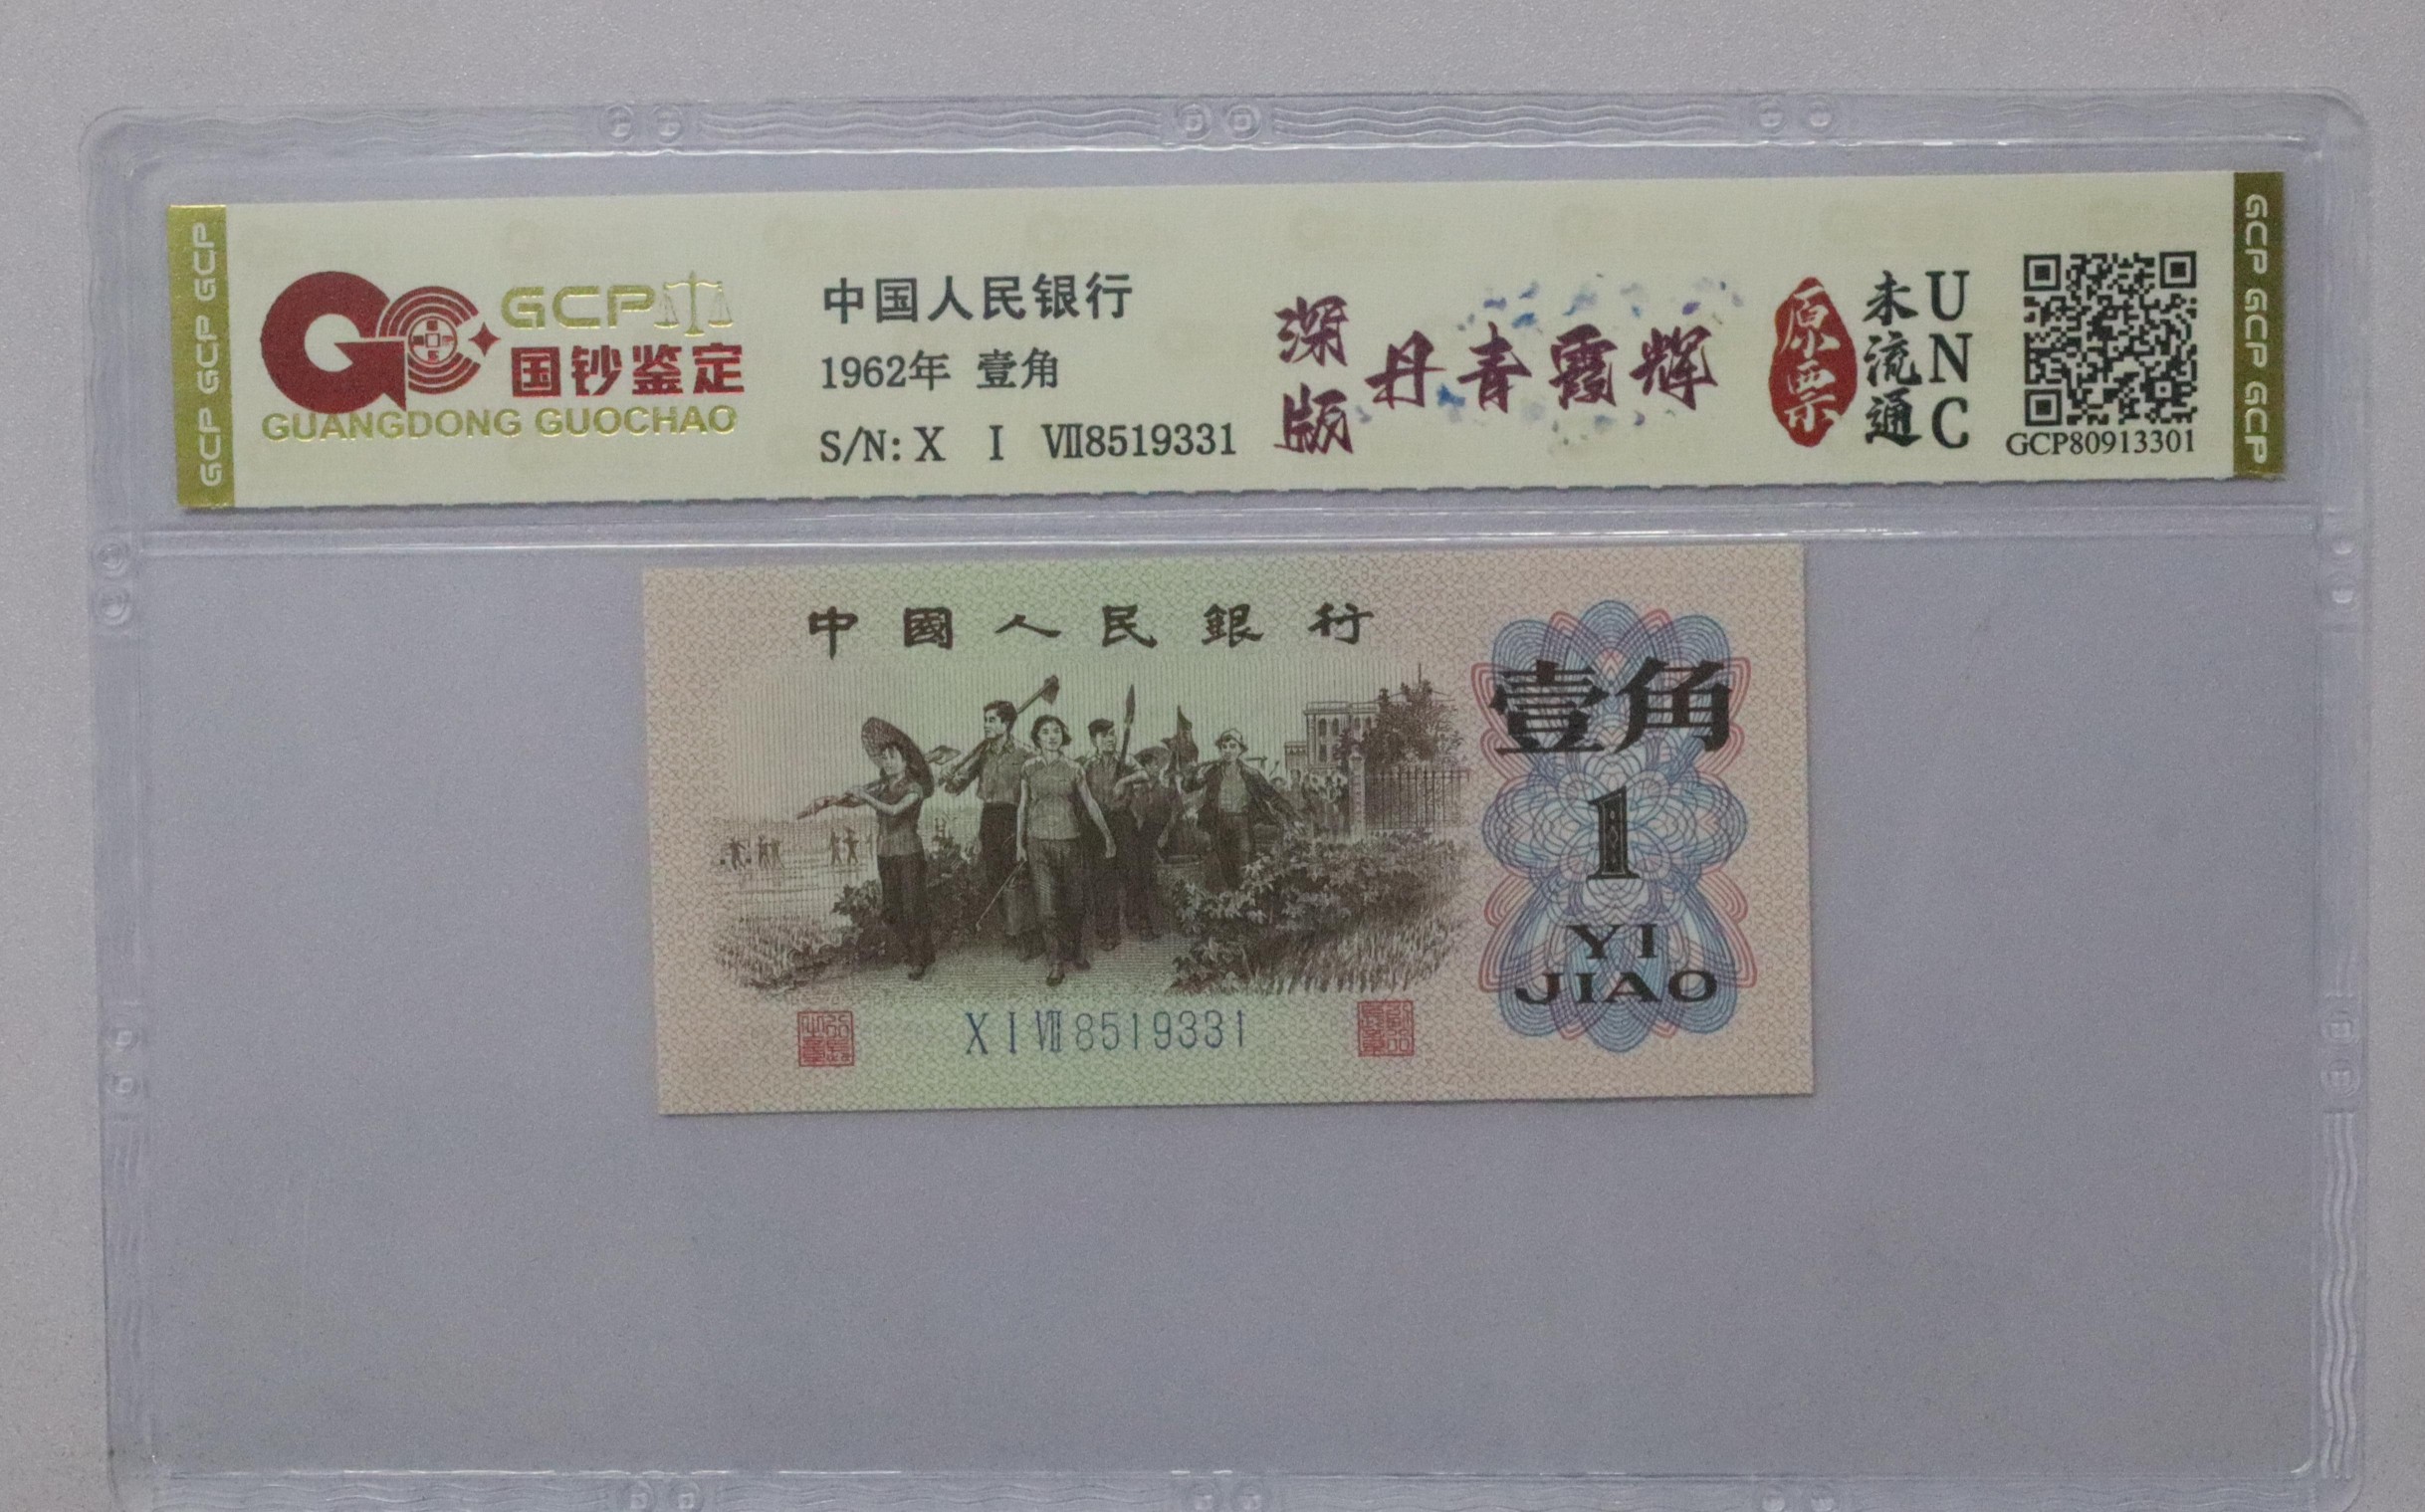 GCP GCP GCP
GCP
国钞鉴定
GUANGDONG GUOCHAO
中国人民银行
1962年 壹角
S/N: X I Ⅶ8519331
深版
丹青霞辉
原票
未流通
UNC
GCP80913301
GCP GCP GCP
中國人民銀行
壹角
1
YI
JIAO
X I Ⅶ 8519331